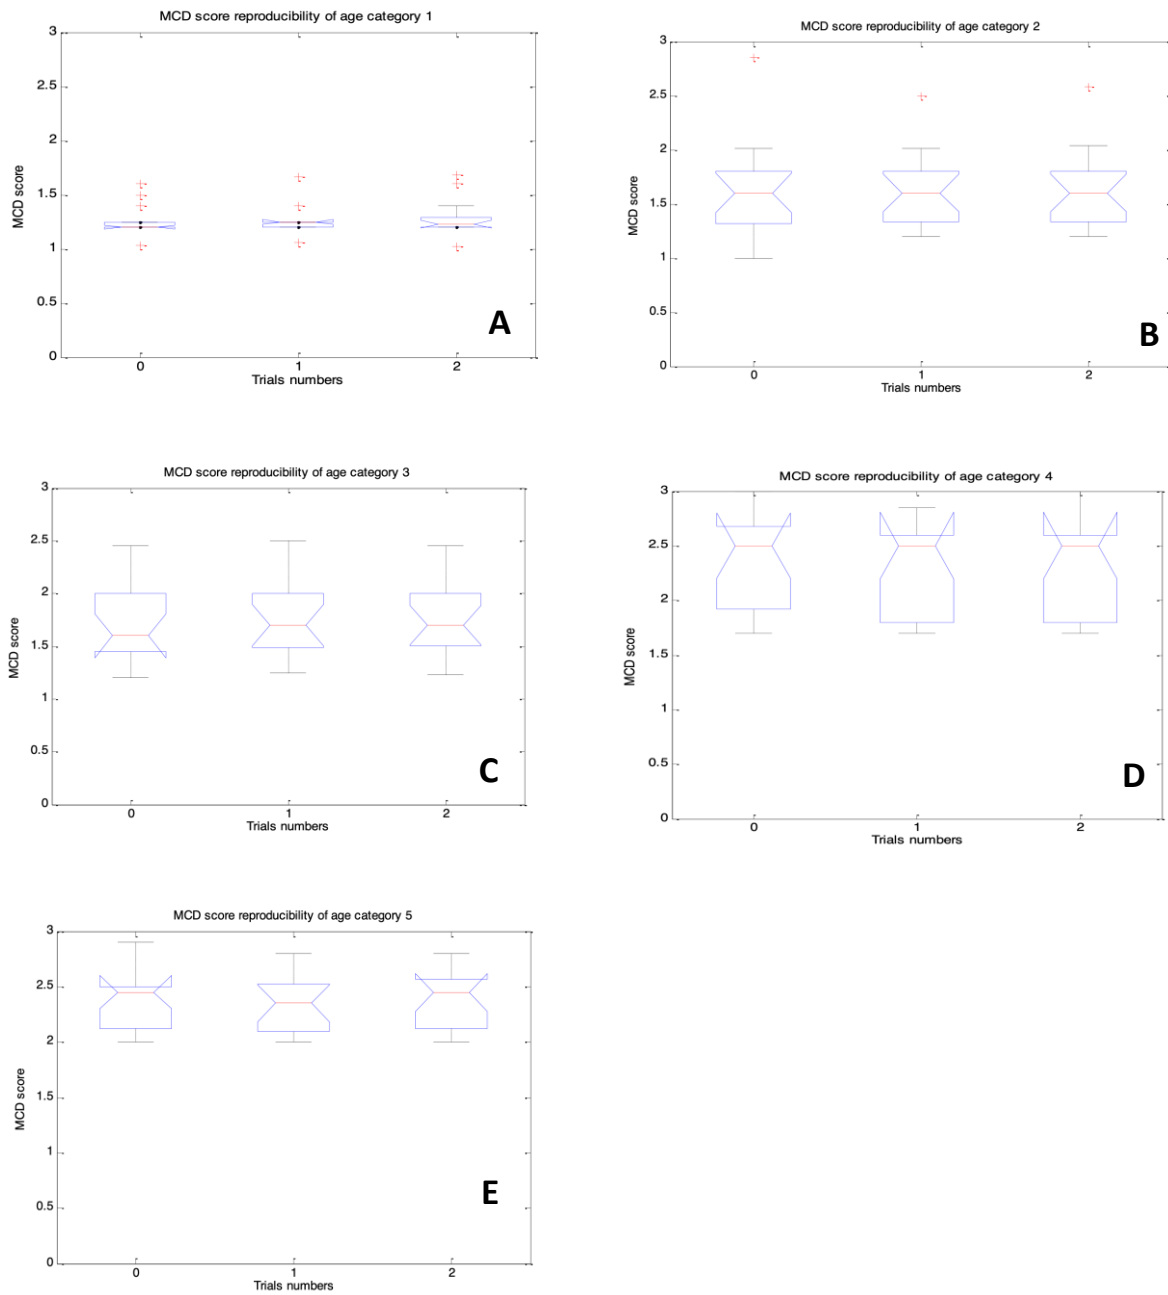 MCD score reproducibility of age category 1
3
2.5
2
1.5
1
0.5
0
MCD score
0 1 2
Trials numbers
A
MCD score reproducibility of age category 2
3
2.5
2
1.5
1
0.5
0
MCD score
0 1 2
Trials numbers
B
MCD score reproducibility of age category 3
3
2.5
2
1.5
1
0.5
0
MCD score
0 1 2
Trials numbers
C
MCD score reproducibility of age category 4
3
2.5
2
1.5
1
0.5
0
MCD score
0 1 2
Trials numbers
D
MCD score reproducibility of age category 5
3
2.5
2
1.5
1
0.5
0
MCD score
0 1 2
Trials numbers
E